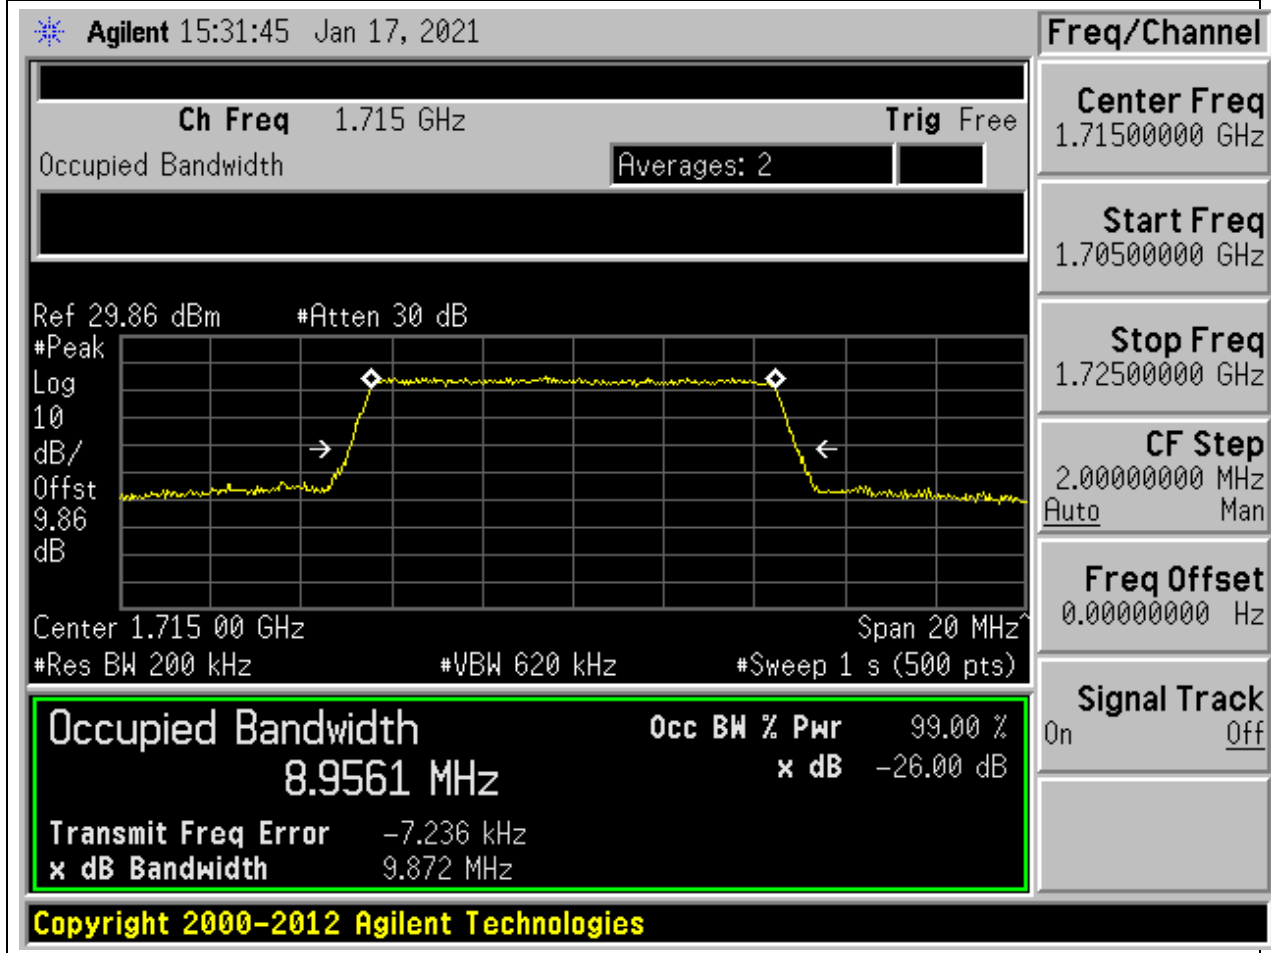 Agilent 15:31:45 Jan 17, 2021
Freq/Channel
Ch Freq 1.715 GHz Trig Free
Occupied Bandwidth Averages: 2
Center Freq
1.71500000 GHz
Start Freq
1.70500000 GHz
Stop Freq
1.72500000 GHz
CF Step
2.00000000 MHz
Auto Man
Freq Offset
0.00000000 Hz
Signal Track
On Off
Ref 29.86 dBm #Atten 30 dB
#Peak
Log
10
dB/
Offst
9.86
dB
Center 1.715 00 GHz Span 20 MHz^
#Res BW 200 kHz #VBW 620 kHz #Sweep 1 s (500 pts)
Occupied Bandwidth Occ BW % Pwr 99.00 %
8.9561 MHz x dB -26.00 dB
Transmit Freq Error -7.236 kHz
x dB Bandwidth 9.872 MHz
Copyright 2000-2012 Agilent Technologies